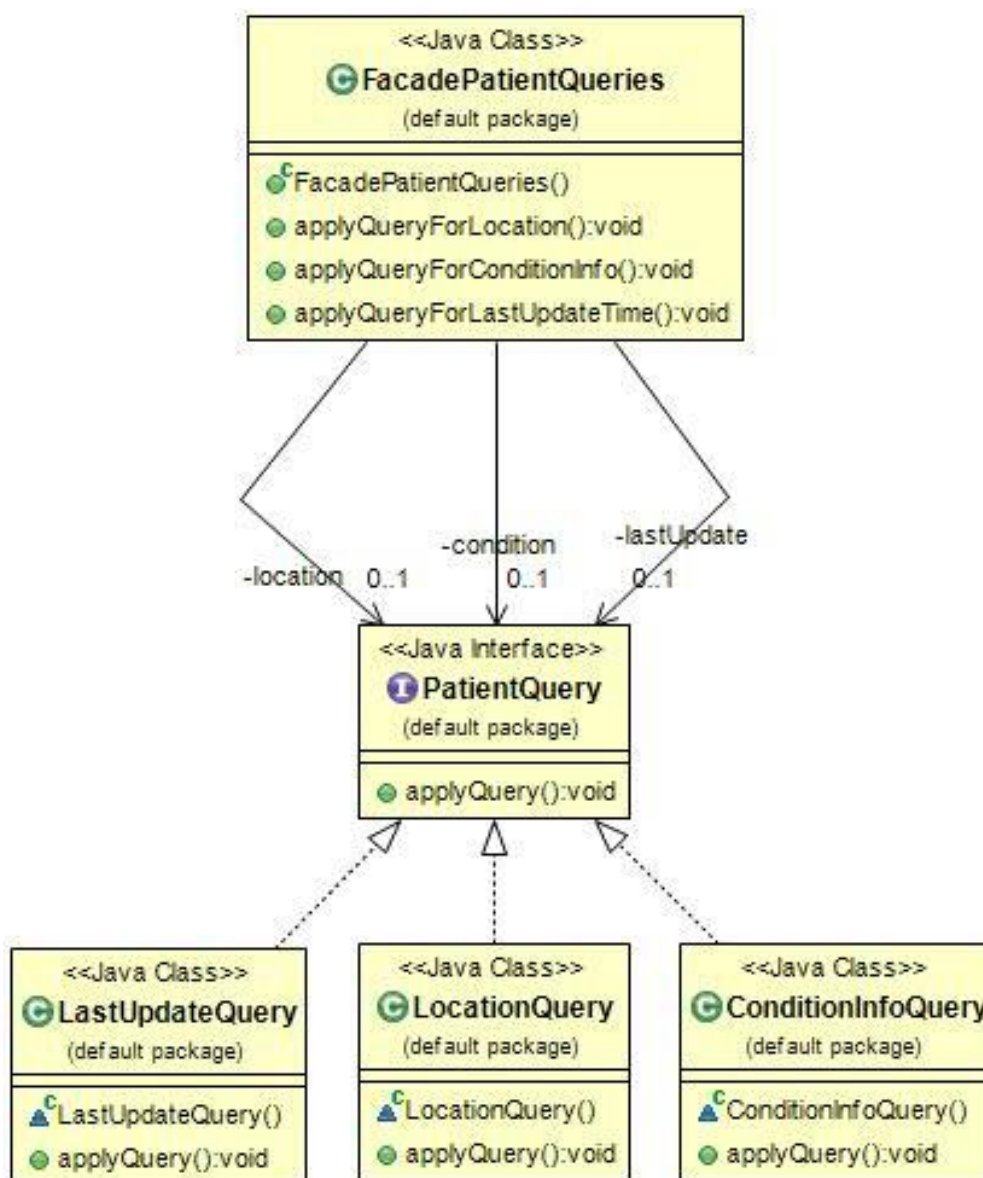 <<Java Class>>
FacadePatientQueries
(default package)
FacadePatientQueries()
applyQueryForLocation():void
applyQueryForConditionInfo():void
applyQueryForLastUpdateTime():void
-location 0..1
-condition
0..1
-lastUpdate
0..1
<<Java Interface>>
PatientQuery
(default package)
applyQuery():void
<<Java Class>>
LastUpdateQuery
(default package)
LastUpdateQuery()
applyQuery():void
<<Java Class>>
LocationQuery
(default package)
LocationQuery()
applyQuery():void
<<Java Class>>
ConditionInfoQuery
(default package)
ConditionInfoQuery()
applyQuery():void